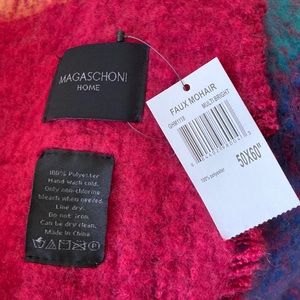 MAGASCHONI
HOME
FAUX MOHAIR
MULTI BRIGHT
50X60"
100% polyester
100% Polyester
Hand wash cold.
Only non-chlorine
bleach when needed.
Line dry.
Do not iron.
Can be dry clean.
Made in China